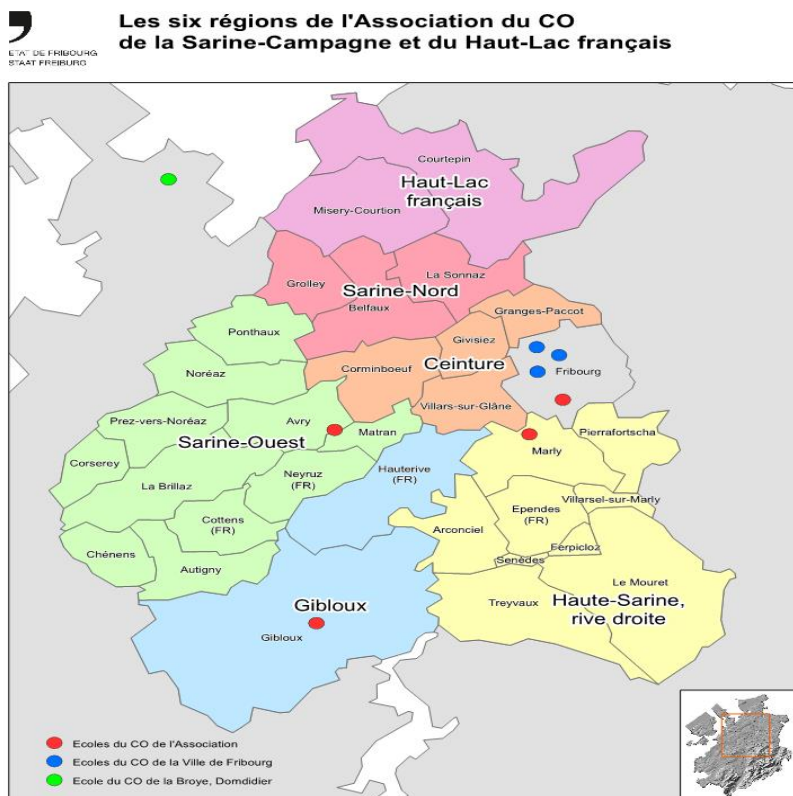 Les six régions de l'Association du CO
de la Sarine-Campagne et du Haut-Lac français
ETAT DE FRIBOURG
STAAT FREIBURG
Courtepin
Haut-Lac
français
Misery-Courtion
La Sonnaz
Grolley
Sarine-Nord
Belfaux
Granges-Paccot
Ponthaux
Givisiez
Ceinture
Corminboeuf
Fribourg
Noréaz
Villars-sur-Glâne
Prez-vers-Noréaz
Avry
Matran
Pierrafortscha
Sarine-Ouest
Marly
Corserey
Hauterive
(FR)
Neyruz
(FR)
La Brillaz
Villarsel-sur-Marly
Ependes
(FR)
Cottens
(FR)
Arconciel
Ferpicloz
Chénens
Senèdes
Autigny
Le Mouret
Treyvaux
Haute-Sarine,
rive droite
Gibloux
Gibloux
Ecoles du CO de l'Association
Ecoles du CO de la Ville de Fribourg
Ecole du CO de la Broye, Domdidier